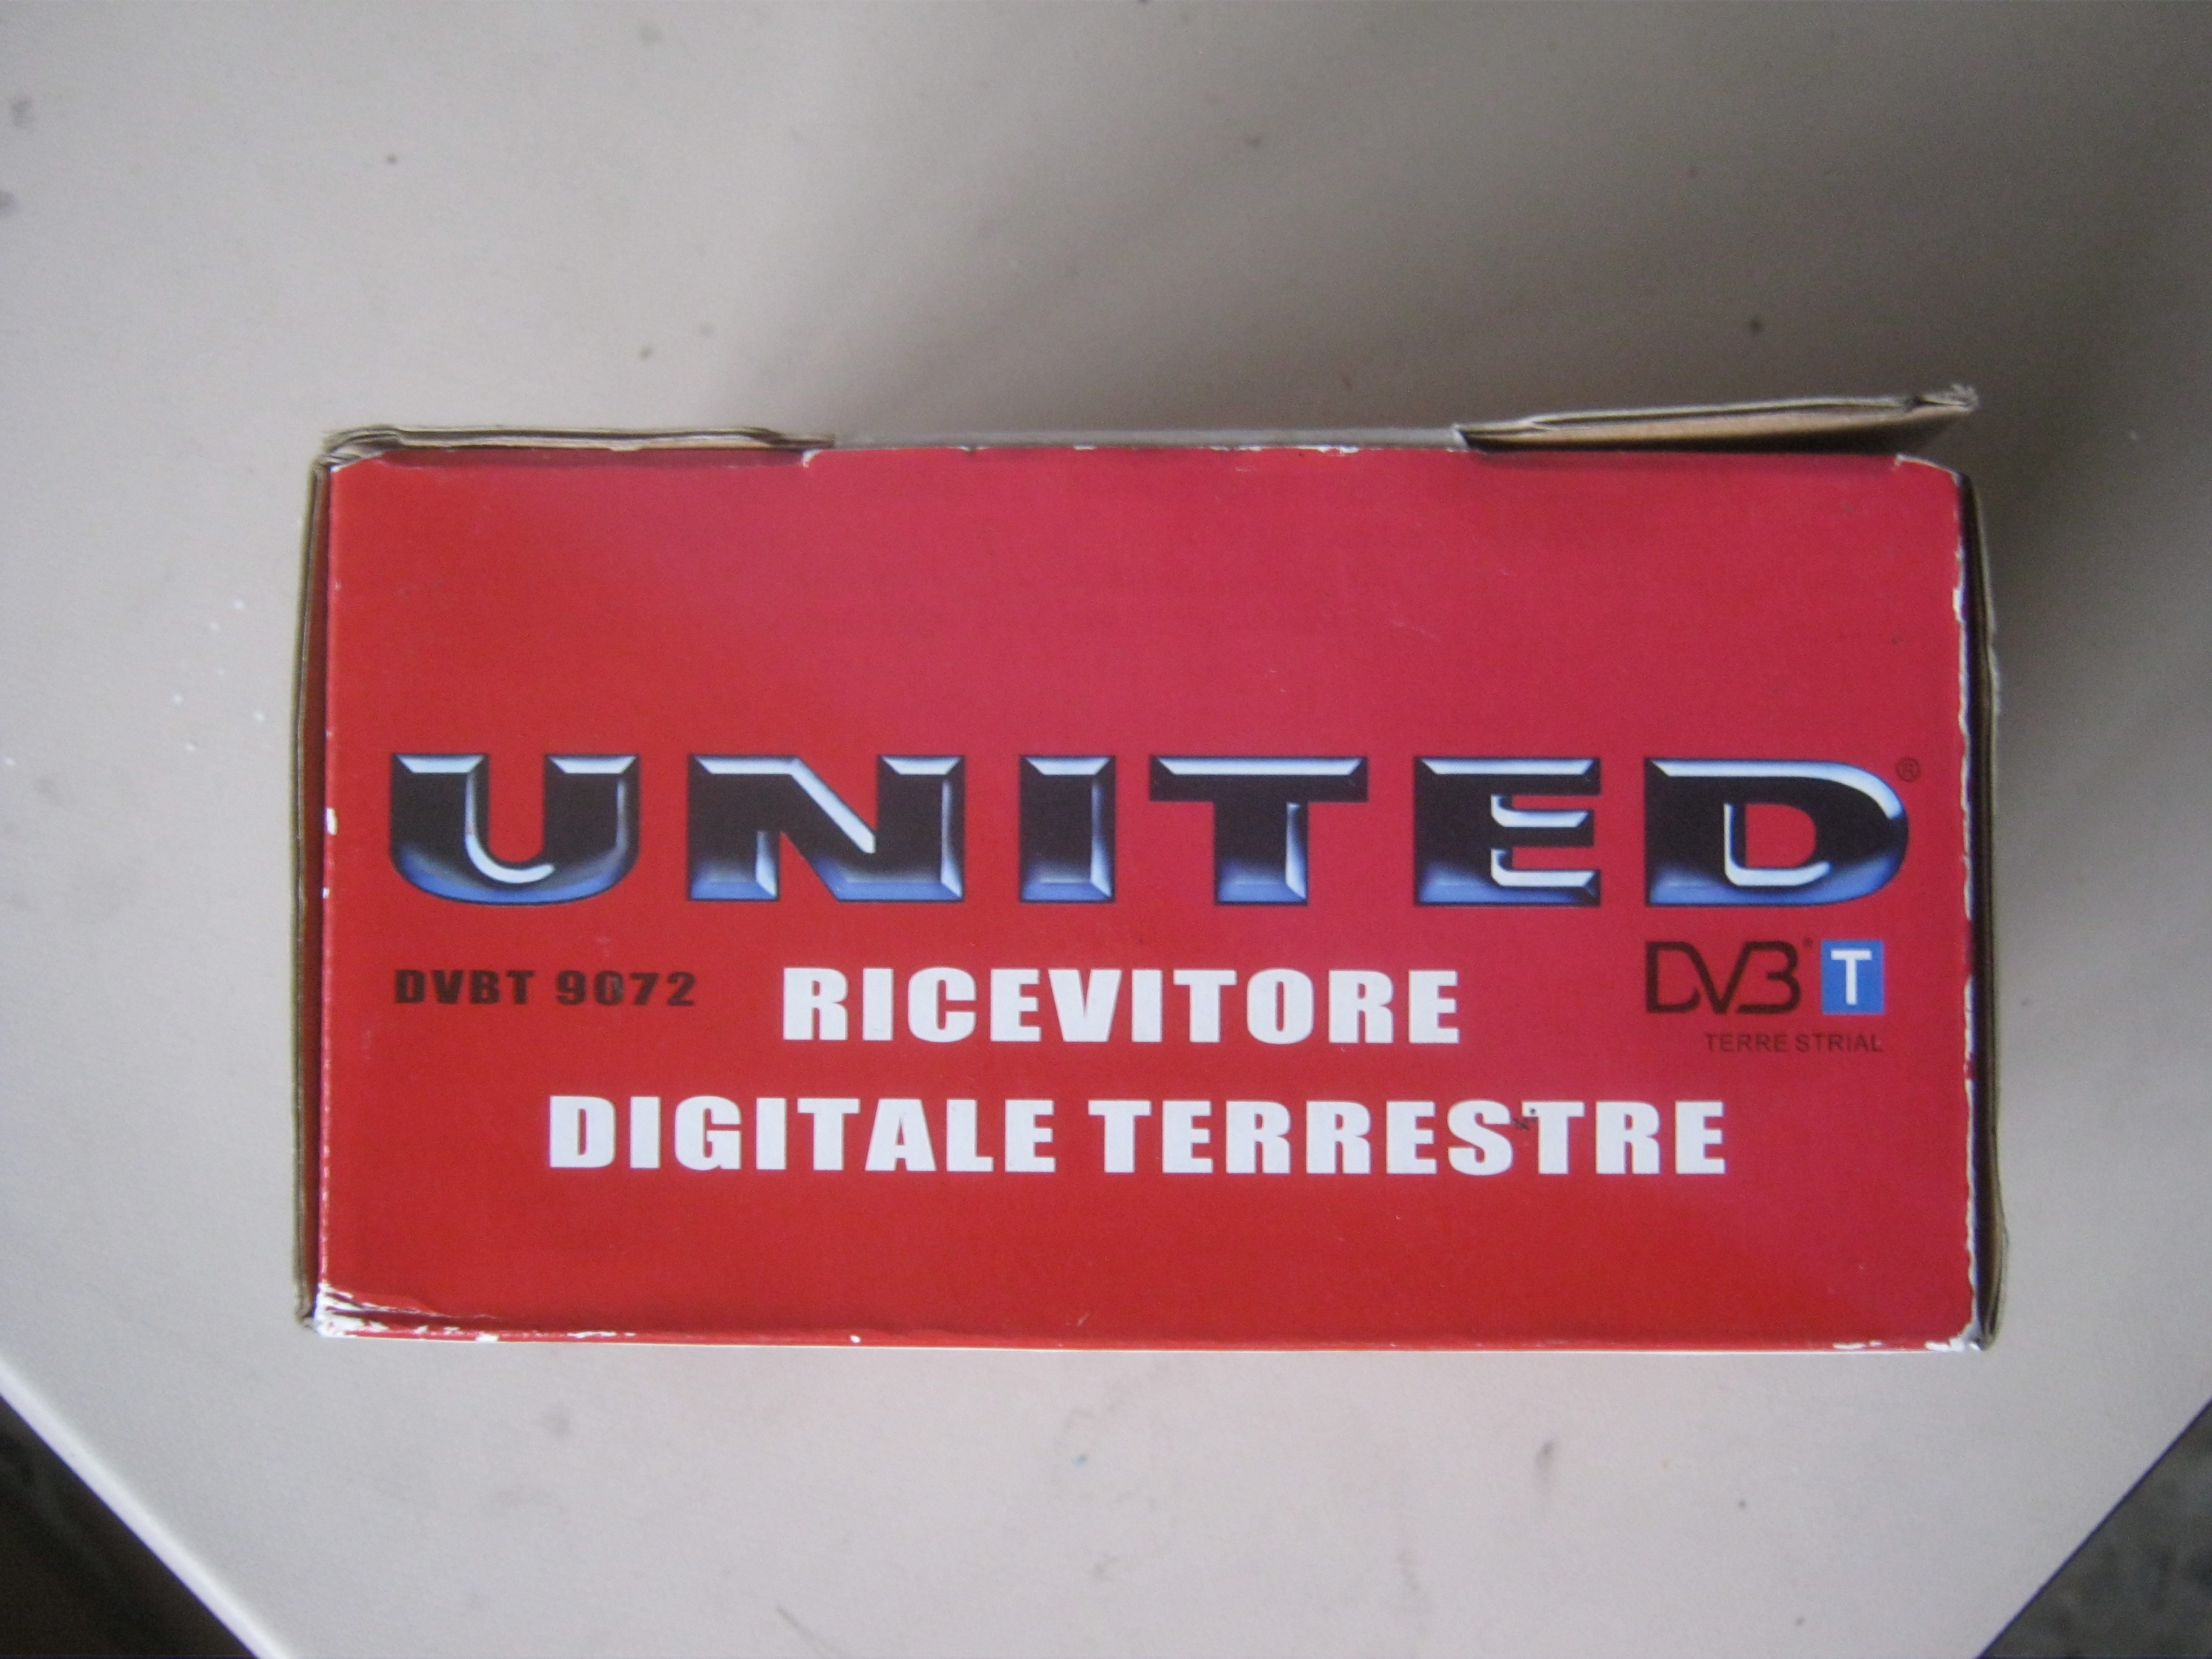 UNITED®
DVBT 9072
RICEVITORE
DVB® T
TERRE STRIAL
DIGITALE TERRESTRE